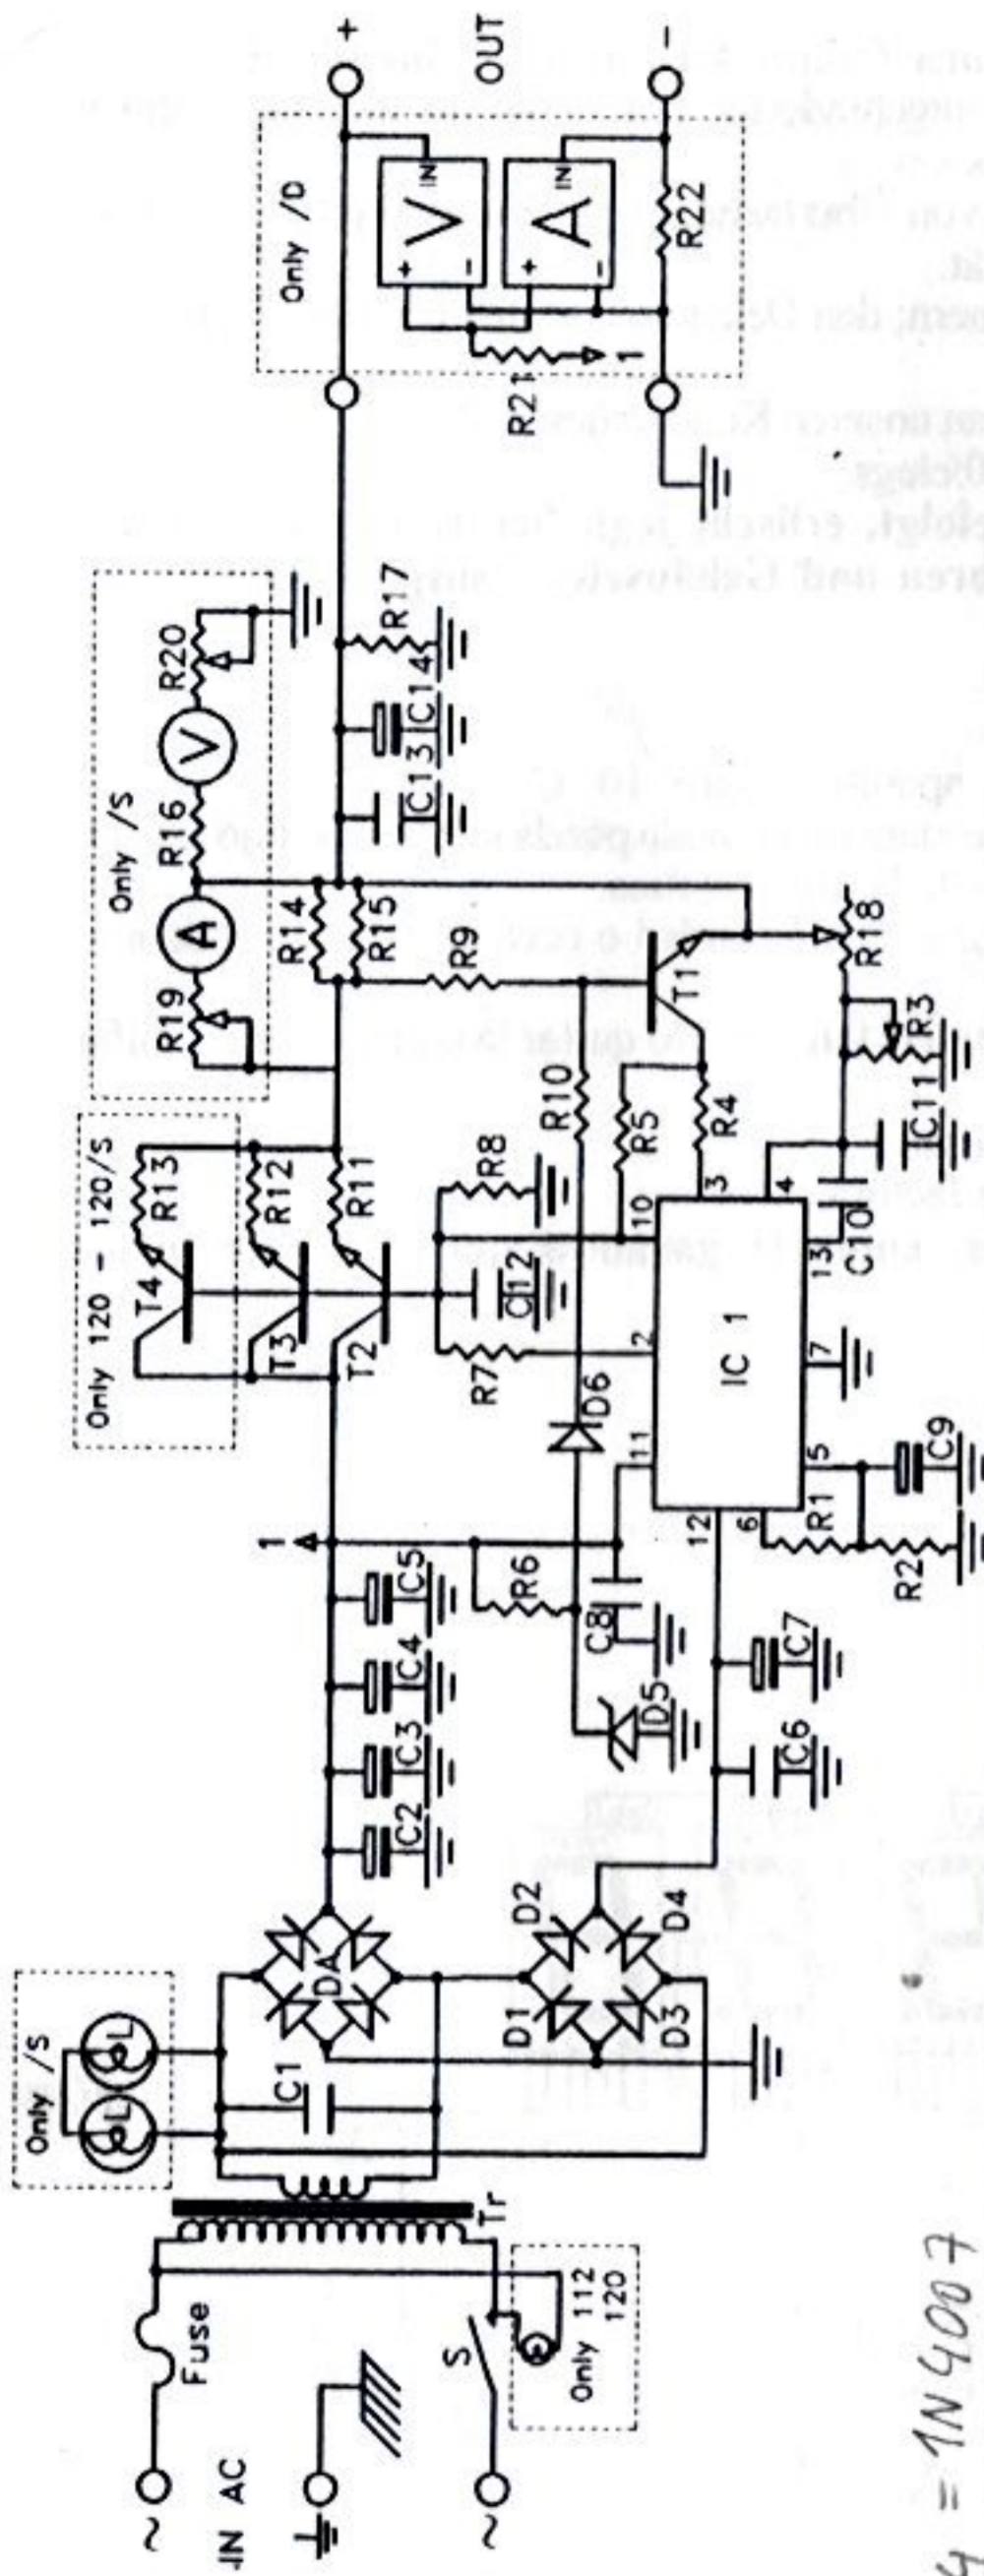 IN AC
~
~
Fuse
S
Only 112
120
Tr
Only /S
L
L
C1
DA
D1
D2
D3
D4
C2
C3
C4
C5
C6
C7
1
R6
C8
D5
D6
Only 120 - 120/S
T4
T3
T2
R13
R12
R11
R7
C12
R8
R10
R5
R4
R9
T1
IC 1
12
6
5
7
13
4
3
10
2
11
R1
R2
C9
C10
C11
R3
R18
Only /S
R19
A
R16
V
R20
R14
R15
C13
C14
R17
Only /D
V
+
-
IN
A
+
-
IN
R21
1
R22
+
OUT
-
= 1N 4007